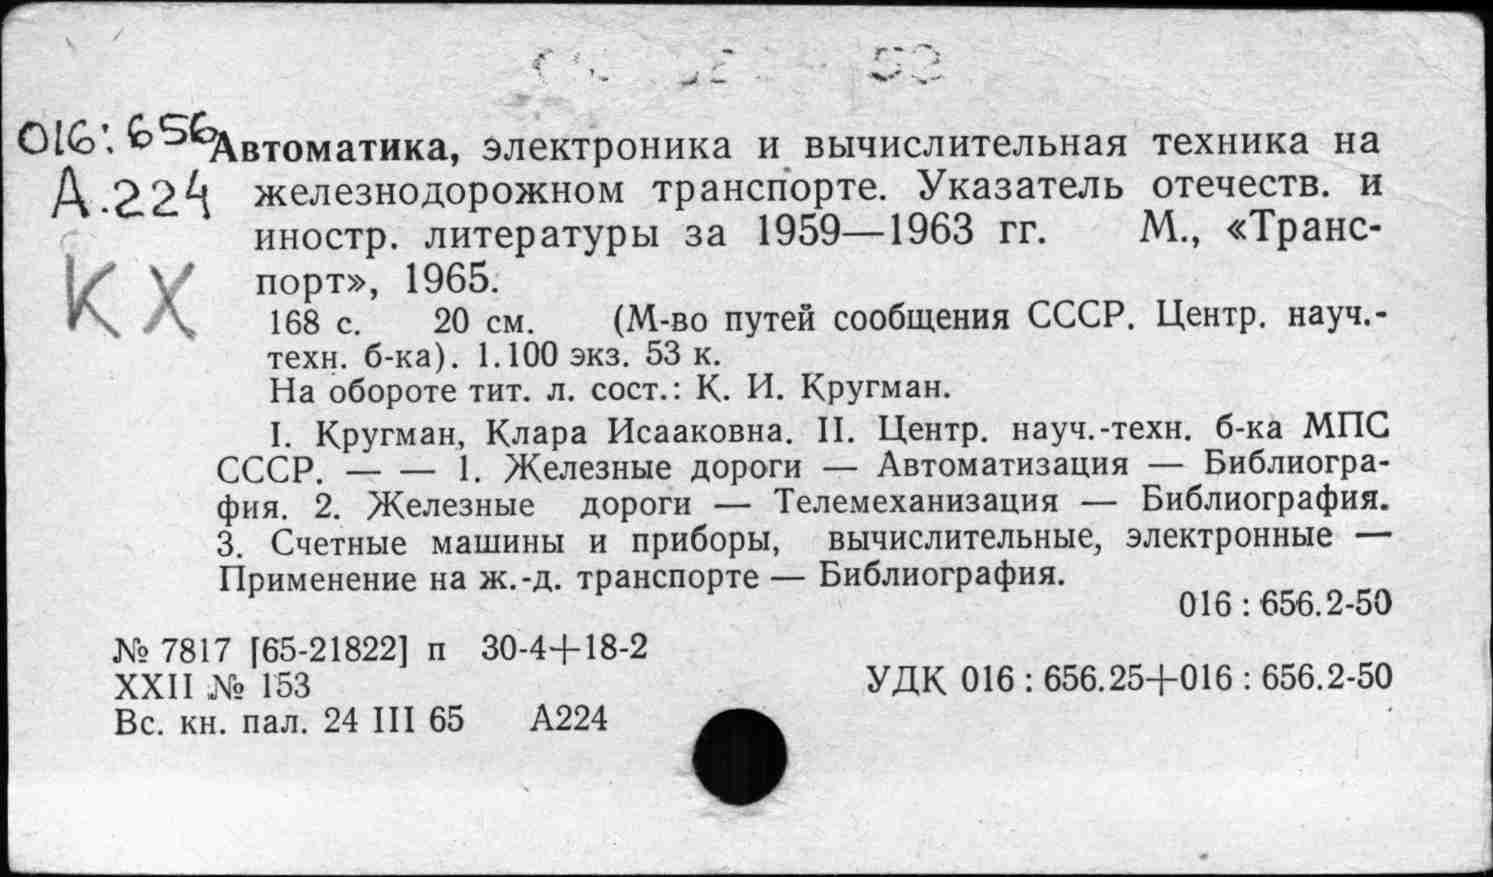 016:656 Автоматика, электроника и вычислительная техника на
А.224 железнодорожном транспорте. Указатель отечеств. и
иностр. литературы за 1959—1963 гг. М., «Транс-
КХ порт», 1965.
168 с. 20 см. (М-во путей сообщения СССР. Центр. науч.-
техн. б-ка). 1.100 экз. 53 к.
На обороте тит. л. сост.: К. И. Кругман.
I. Кругман, Клара Исааковна. II. Центр. науч.-техн. б-ка МПС
СССР. — — 1. Железные дороги — Автоматизация — Библиогра-
фия. 2. Железные дороги — Телемеханизация — Библиография.
3. Счетные машины и приборы, вычислительные, электронные —
Применение на ж.-д. транспорте — Библиография.
016 : 656.2-50
№ 7817 [65-21822] п 30-4+18-2
XXII № 153 УДК 016 : 656.25+016 : 656.2-50
Вс. кн. пал. 24 III 65 А224